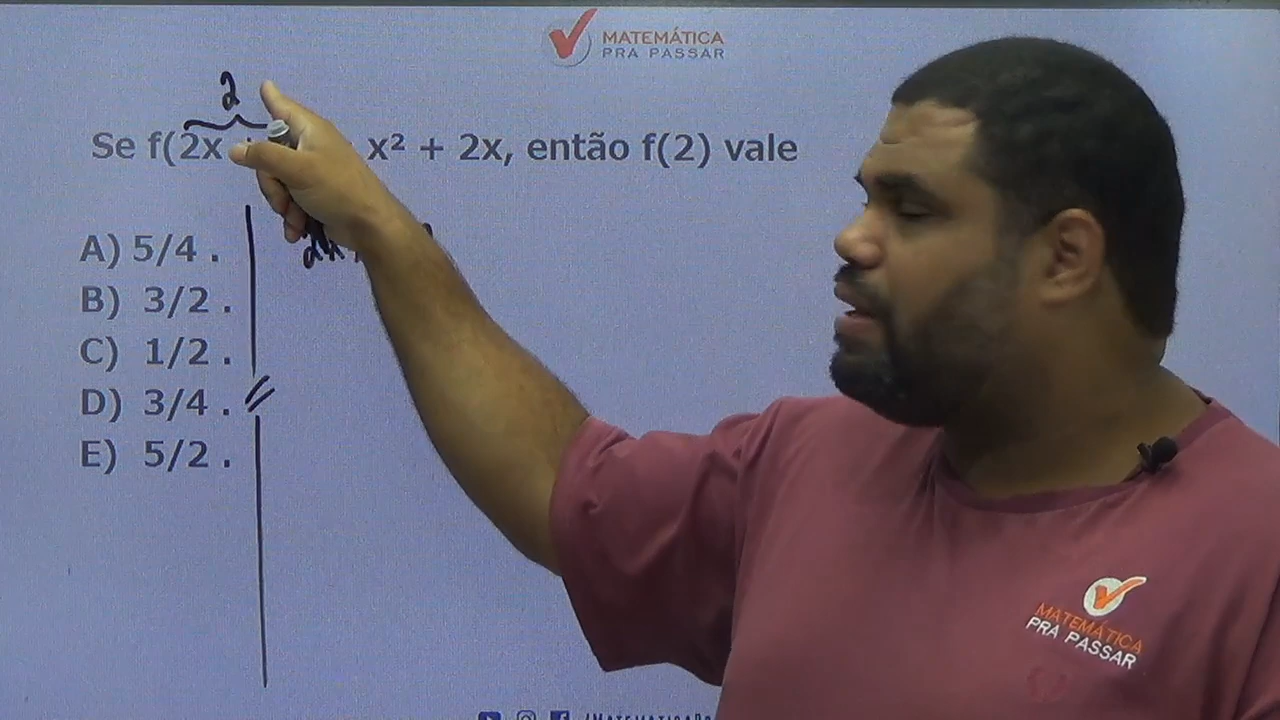 MATEMÁTICA
PRA PASSAR
2
Se f(2x x² + 2x, então f(2) vale
A) 5/4 .
B) 3/2 .
C) 1/2 .
D) 3/4 .
E) 5/2 .
2x
MATEMÁTICA
PRA PASSAR